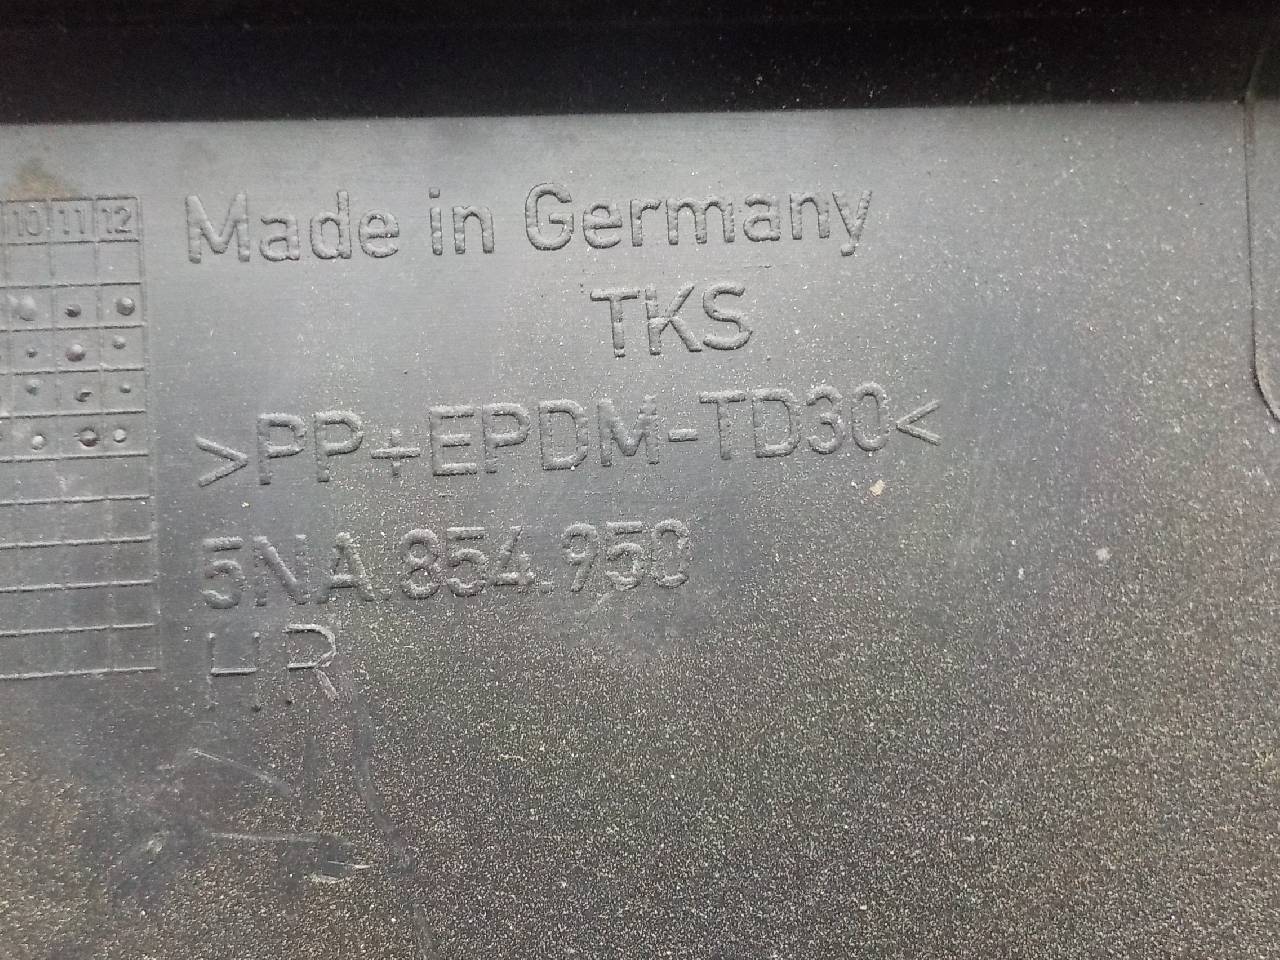 10 11 12
Made in Germany
TKS
>PP+EPDM-TD30<
5NA.854.950
HR